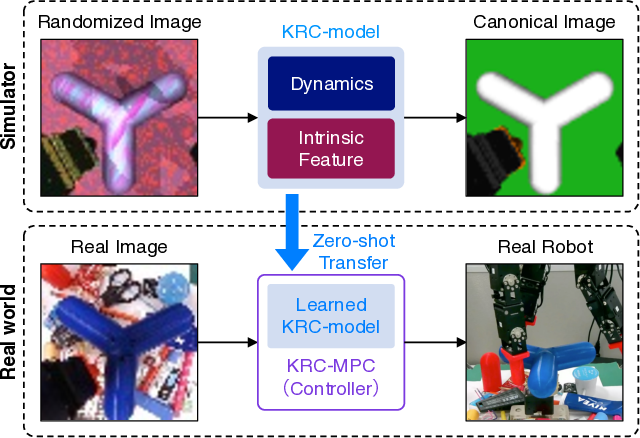 Randomized Image
KRC-model
Canonical Image
Simulator
Dynamics
Intrinsic
Feature
Real Image
Zero-shot
Transfer
Real Robot
Real world
Learned
KRC-model
KRC-MPC
(Controller)
NIVEA